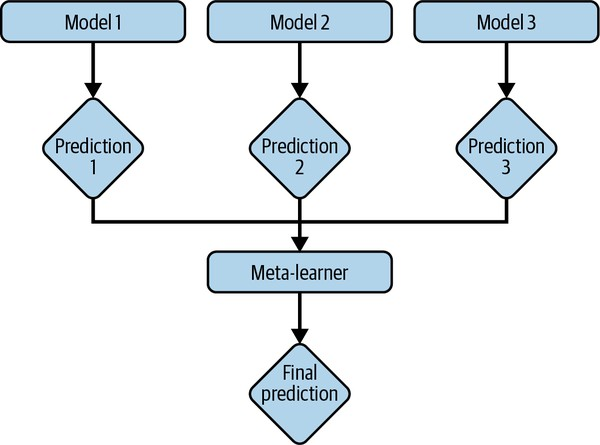 Model 1
Model 2
Model 3
Prediction
1
Prediction
2
Prediction
3
Meta-learner
Final
prediction